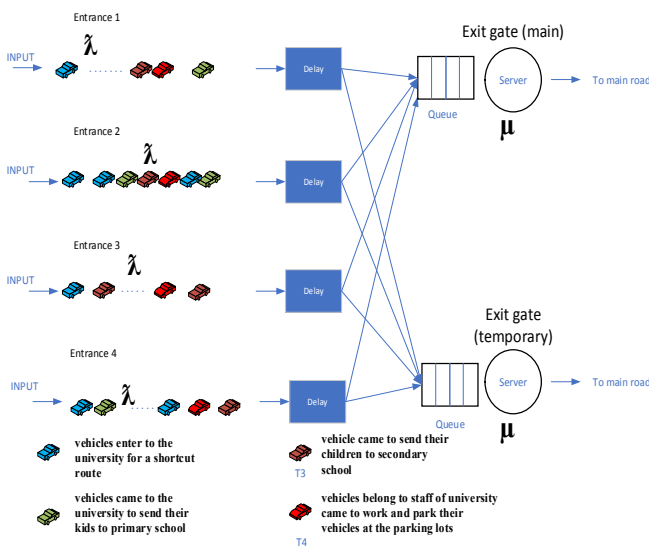 Entrance 1
INPUT
λ̃
Delay
Exit gate (main)
Queue
Server
μ
To main road
Entrance 2
INPUT
λ̃
Delay
Entrance 3
INPUT
λ̃
Delay
Exit gate
(temporary)
Queue
Server
μ
To main road
Entrance 4
INPUT
λ̃
Delay
vehicles enter to the
university for a shortcut
route
vehicles came to the
university to send their
kids to primary school
vehicle came to send their
children to secondary
school
T3
vehicles belong to staff of university
came to work and park their
vehicles at the parking lots
T4